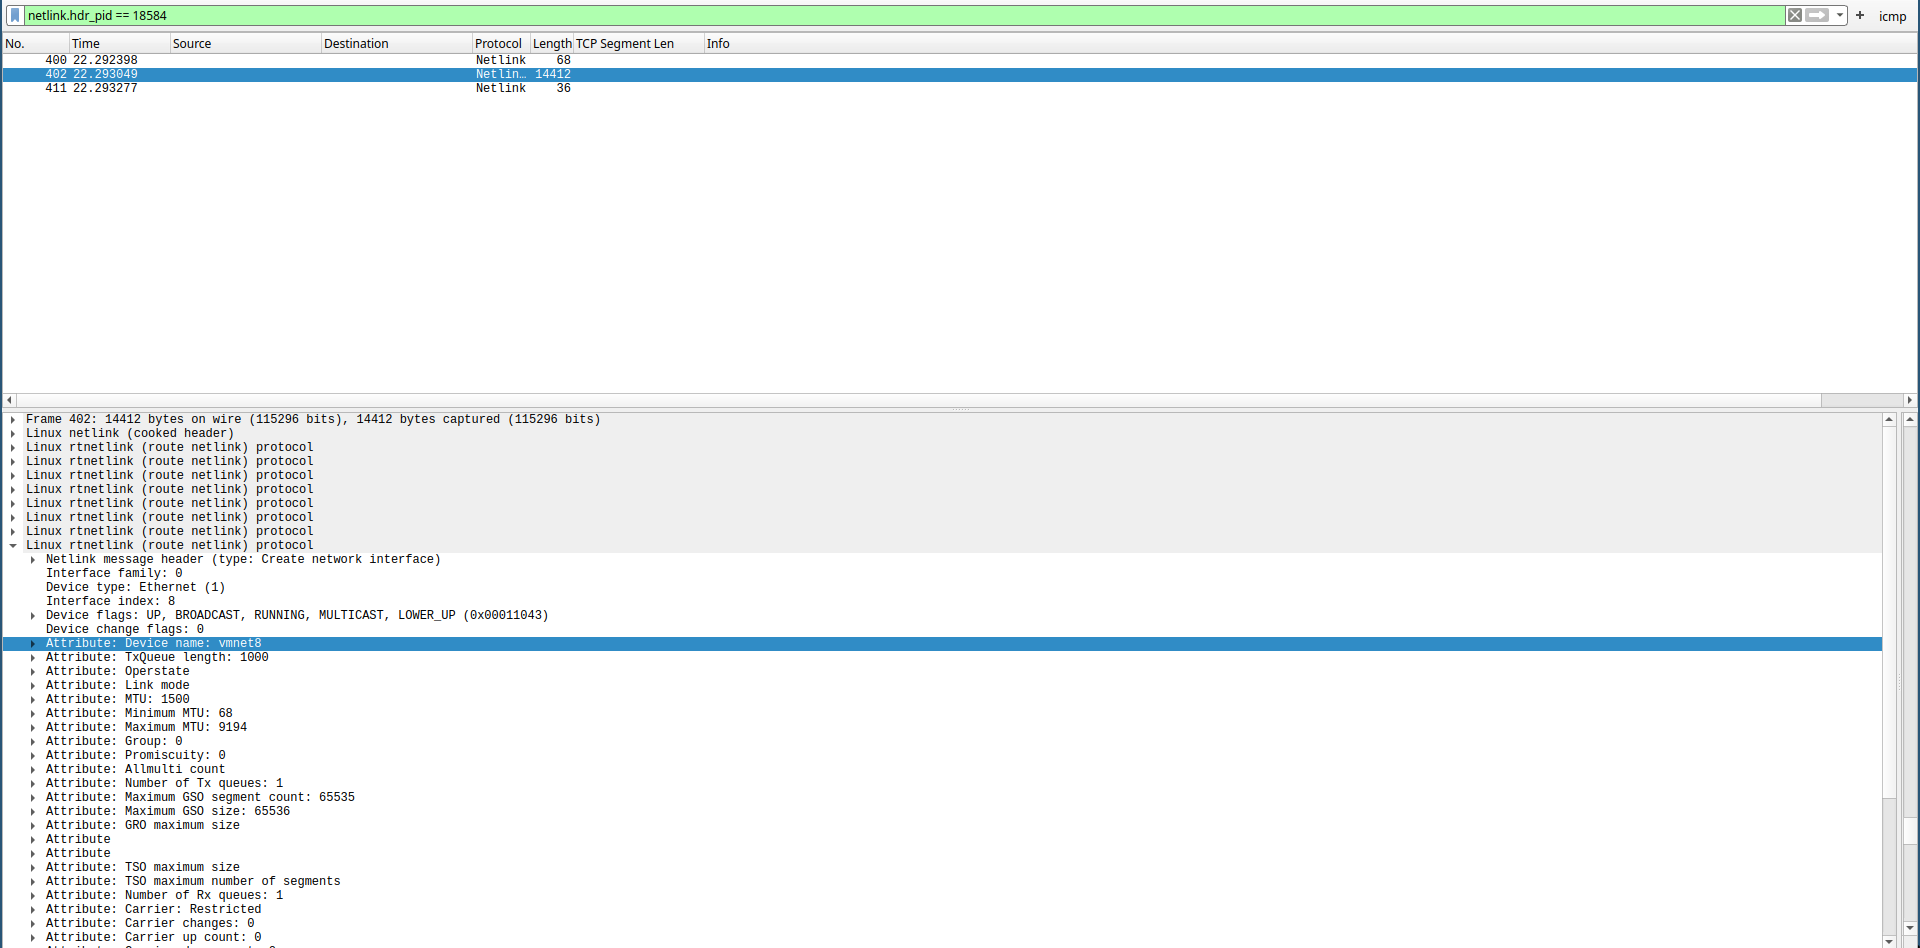 netlink.hdr_pid == 18584
+ icmp
No. Time Source Destination Protocol Length TCP Segment Len Info
400 22.292398 Netlink 68
402 22.293049 Netlin… 14412
411 22.293277 Netlink 36
Frame 402: 14412 bytes on wire (115296 bits), 14412 bytes captured (115296 bits)
Linux netlink (cooked header)
Linux rtnetlink (route netlink) protocol
Linux rtnetlink (route netlink) protocol
Linux rtnetlink (route netlink) protocol
Linux rtnetlink (route netlink) protocol
Linux rtnetlink (route netlink) protocol
Linux rtnetlink (route netlink) protocol
Linux rtnetlink (route netlink) protocol
Linux rtnetlink (route netlink) protocol
Netlink message header (type: Create network interface)
Interface family: 0
Device type: Ethernet (1)
Interface index: 8
Device flags: UP, BROADCAST, RUNNING, MULTICAST, LOWER_UP (0x00011043)
Device change flags: 0
Attribute: Device name: vmnet8
Attribute: TxQueue length: 1000
Attribute: Operstate
Attribute: Link mode
Attribute: MTU: 1500
Attribute: Minimum MTU: 68
Attribute: Maximum MTU: 9194
Attribute: Group: 0
Attribute: Promiscuity: 0
Attribute: Allmulti count
Attribute: Number of Tx queues: 1
Attribute: Maximum GSO segment count: 65535
Attribute: Maximum GSO size: 65536
Attribute: GRO maximum size
Attribute
Attribute
Attribute: TSO maximum size
Attribute: TSO maximum number of segments
Attribute: Number of Rx queues: 1
Attribute: Carrier: Restricted
Attribute: Carrier changes: 0
Attribute: Carrier up count: 0